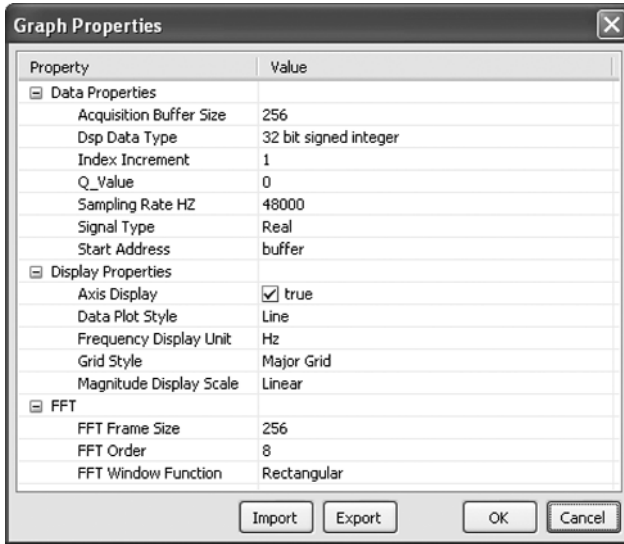 Graph Properties
Property Value
Data Properties
Acquisition Buffer Size 256
Dsp Data Type 32 bit signed integer
Index Increment 1
Q_Value 0
Sampling Rate HZ 48000
Signal Type Real
Start Address buffer
Display Properties
Axis Display true
Data Plot Style Line
Frequency Display Unit Hz
Grid Style Major Grid
Magnitude Display Scale Linear
FFT
FFT Frame Size 256
FFT Order 8
FFT Window Function Rectangular
Import Export OK Cancel